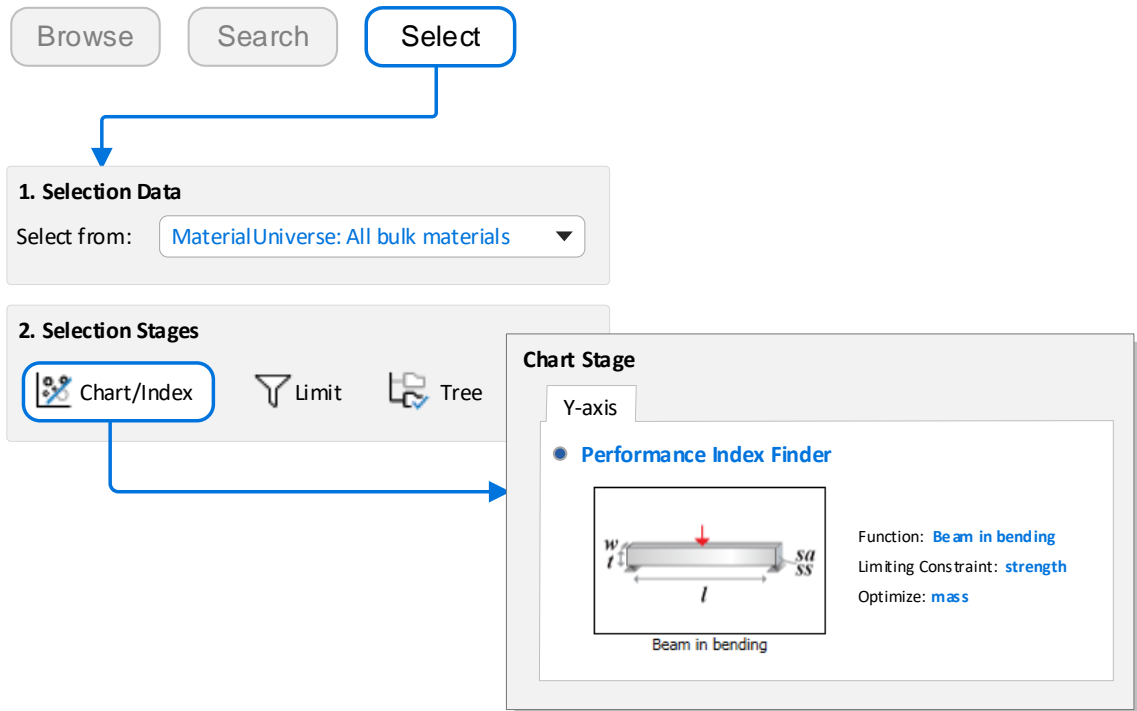 Browse
Search
Select
1. Selection Data
Select from:
MaterialUniverse: All bulk materials
2. Selection Stages
Chart/Index
Limit
Tree
Chart Stage
Y-axis
Performance Index Finder
w
t
sa
ss
l
Beam in bending
Function: Beam in bending
Limiting Constraint: strength
Optimize: mass